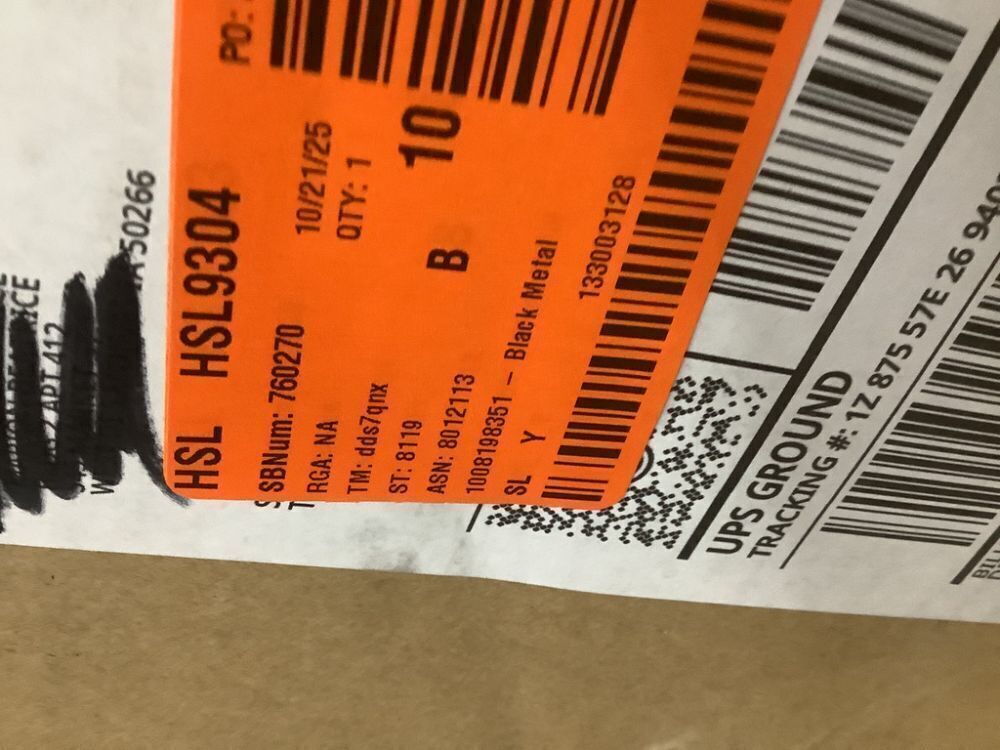 APT 412
50266
HSL HSL9304
PO:
SBNum: 760270
10/21/25
RGA: NA
QTY: 1
TM: dds7qnx
ST: 8119
B 10
ASN: 8012113
1008198351 – Black Metal
SL Y
133003128
UPS GROUND
TRACKING #: 1Z 875 57E 26